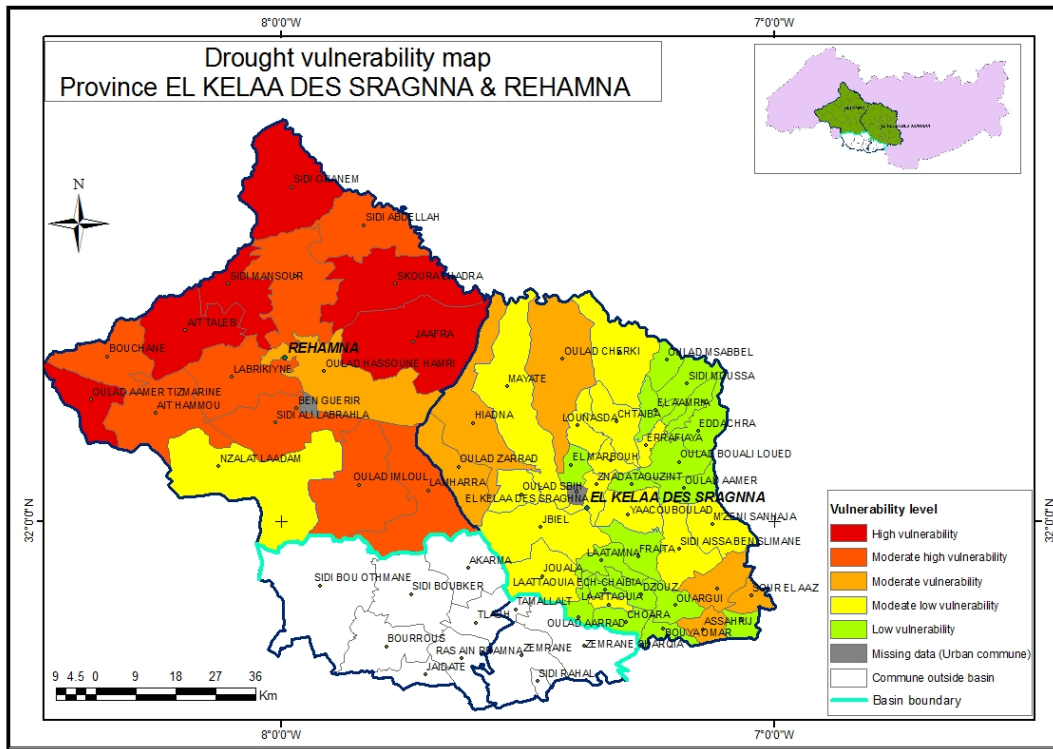 8°0'0"W
7°0'0"W
Drought vulnerability map
Province EL KELAA DES SRAGNNA & REHAMNA
N
SIDI GHANEM
SIDI ABDELLAH
SIDI MANSOUR
SKOURA LHADRA
AIT TALEB
JAAFRA
BOUCHANE
REHAMNA
OULAD HASSOUNE HAMRI
LABRIKIYNE
OULAD AAMER TIZMARINE
AIT HAMMOU
BEN GUERIR
SIDI ALI LABRAHLA
NZALAT LAADAM
OULAD IMLOUL
LAMHARRA
OULAD CHERKI
OULAD MSABBEL
MAYATE
SIDI MOUSSA
EL AAMRIA
HIADNA
LOUNASDA
CHTAIBA
EDDACHRA
ERRAFIAYA
OULAD ZARRAD
EL MARBOUH
OULAD BOUALI LOUED
ZNADA
TAOUZINT
OULAD AAMER
OULAD SBIH
EL KELAA DES SRAGHNA
EL KELAA DES SRAGNNA
YAACOUBOULAD
M'ZEM SANHAJA
JBIEL
SIDI AISSA BEN SLIMANE
LAATAMNA
FRAITA
JOUALA
LAATTAOUIA ECH-CHAIBIA
LAATTAOUIA
DZOUZ
SOUR EL AAZ
OUARGUI
TAMALLALT
OULAD AARRAD
CHOARA
ASSAHRIJ
BOUYAOMAR
AKARMA
SIDI BOU OTHMANE
SIDI BOUBKER
TLAUH
BOURROUS
RAS AIN RHAMNA
ZEMRANE
ZEMRANE CHARQIA
JAIDATE
SIDI RAHAL
32°0'0"N
32°0'0"N
Vulnerability level
High vulnerability
Moderate high vulnerability
Moderate vulnerability
Modeate low vulnerability
Low vulnerability
Missing data (Urban commune)
Commune outside basin
Basin boundary
9 4.5 0 9 18 27 36
Km
8°0'0"W
7°0'0"W